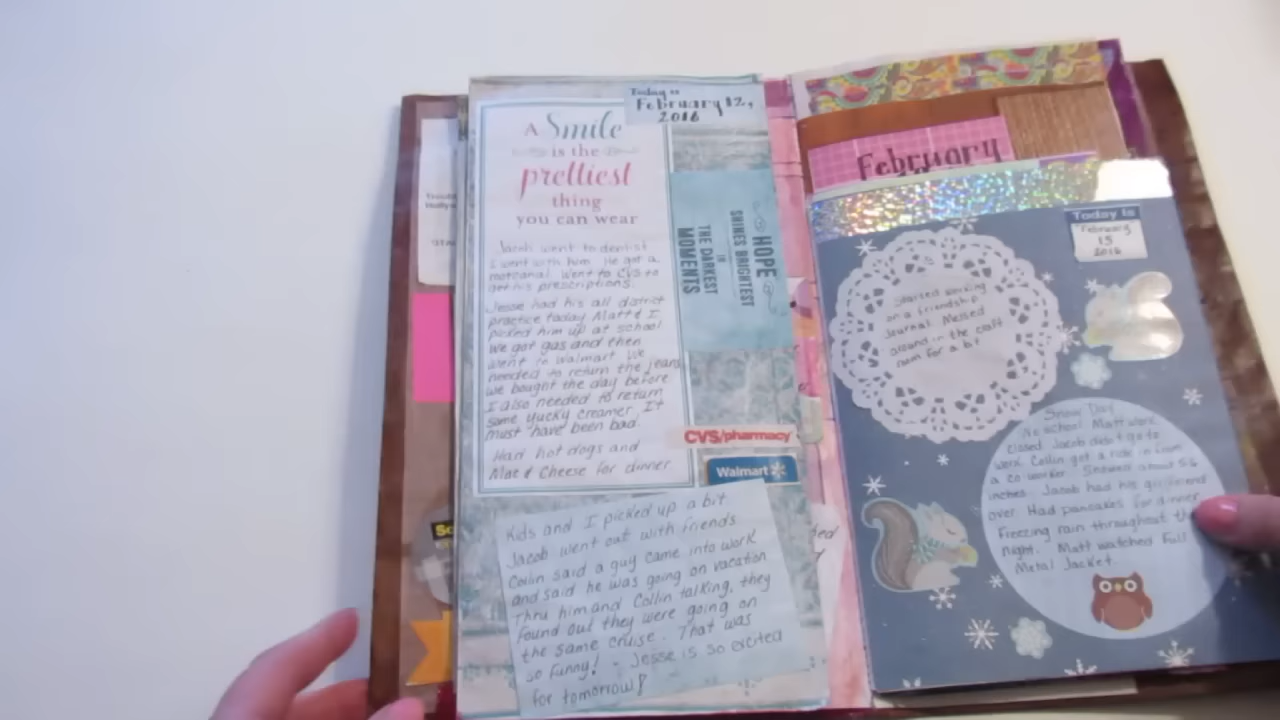 Today is
February 12,
2016
A Smile
is the
prettiest
thing
you can wear
Jacob went to dentist
I went with him. He got a
Went to CVS to
get his prescriptions.
Jesse had his all district
practice today. Matt & I
picked him up at school
We got gas and then
went to Walmart. We
needed to return the jeans
we bought the day before
I also needed to return
some yucky creamer. It
must have been bad.
Had hot dogs and
Mac & Cheese for dinner
HOPE
SHINES BRIGHTEST
IN
THE DARKEST
MOMENTS
CVS/pharmacy
Walmart
Kids and I picked up a bit.
Jacob went out with friends
Collin said a guy came into work
and said he was going on vacation
Thru him and Collin talking, they
found out they were going on
the same cruise. That was
so funny! - Jesse is so excited
for tomorrow!
February
Today is
February
15
2016
Started working
on a friendship
Journal. Messed
around in the craft
room for a bit
Snow Day
No school. Matt work
closed. Jacob didn't go to
work. Collin got a ride in from
a co worker. Snowed about 5.6
inches. Jacob had his girlfriend
over. Had pancakes for dinner
Freezing rain throughout the
night. Matt watched Full
Metal Jacket.